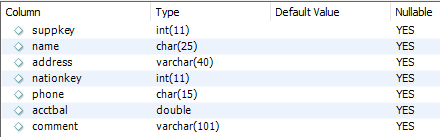 Column Type Default Value Nullable
suppkey int(11) YES
name char(25) YES
address varchar(40) YES
nationkey int(11) YES
phone char(15) YES
acctbal double YES
comment varchar(101) YES